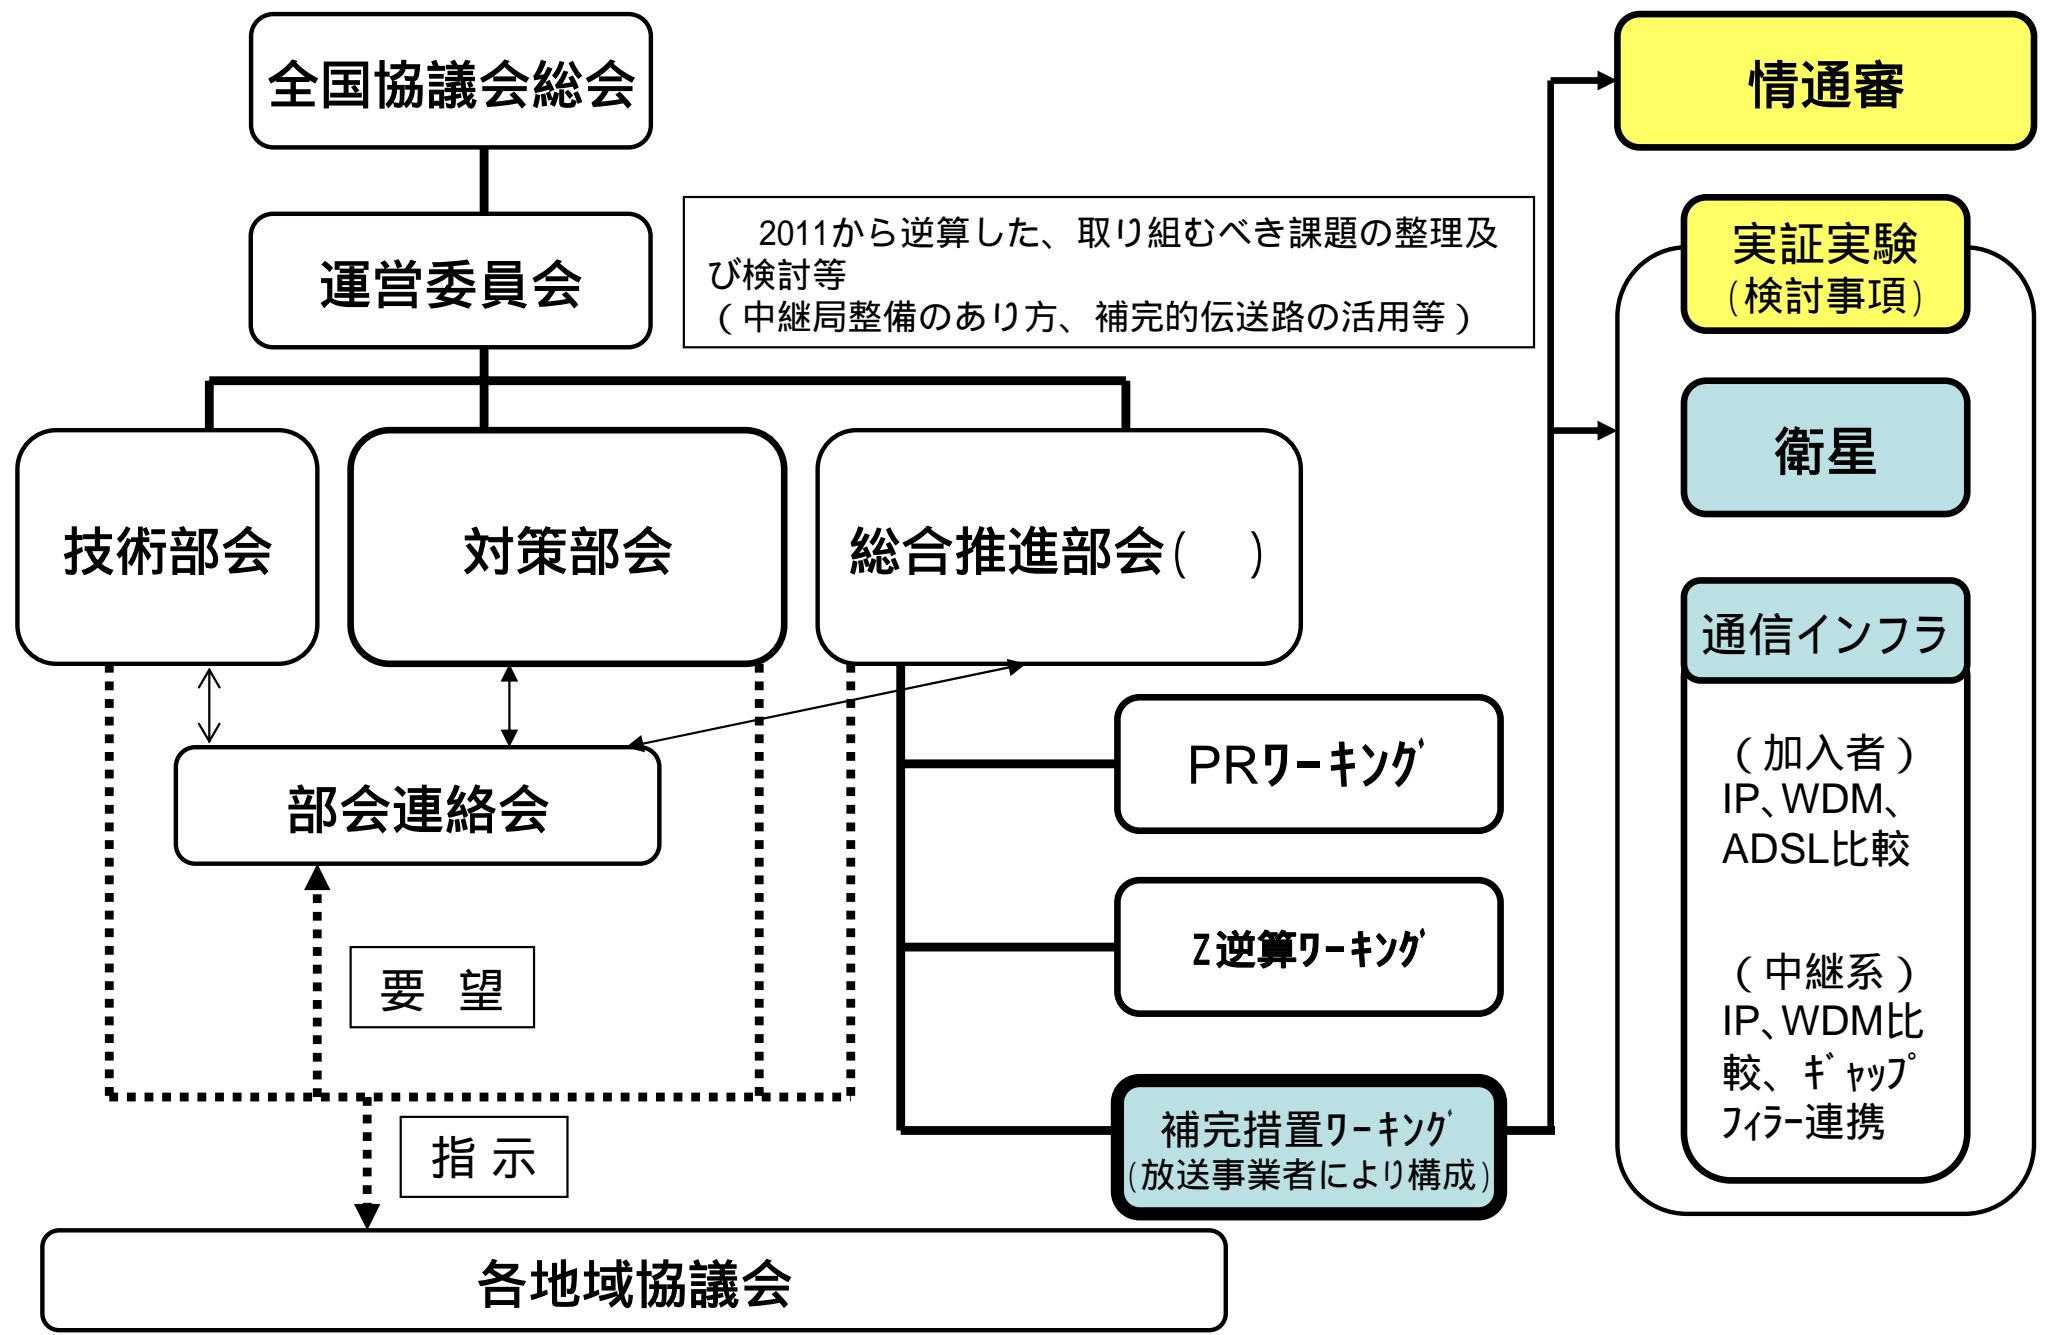 全国協議会総会
情通審
2011から逆算した、取り組むべき課題の整理及
び検討等
（中継局整備のあり方、補完的伝送路の活用等）
運営委員会
実証実験
(検討事項)
衛星
技術部会
対策部会
総合推進部会(　)
通信インフラ
（加入者）
IP、WDM、
ADSL比較
（中継系）
IP、WDM比
較、ｷﾞｬｯﾌﾟ
ﾌｨﾗｰ連携
PRﾜｰｷﾝｸﾞ
部会連絡会
Z逆算ﾜｰｷﾝｸﾞ
要 望
補完措置ﾜｰｷﾝｸﾞ
(放送事業者により構成)
指 示
各地域協議会